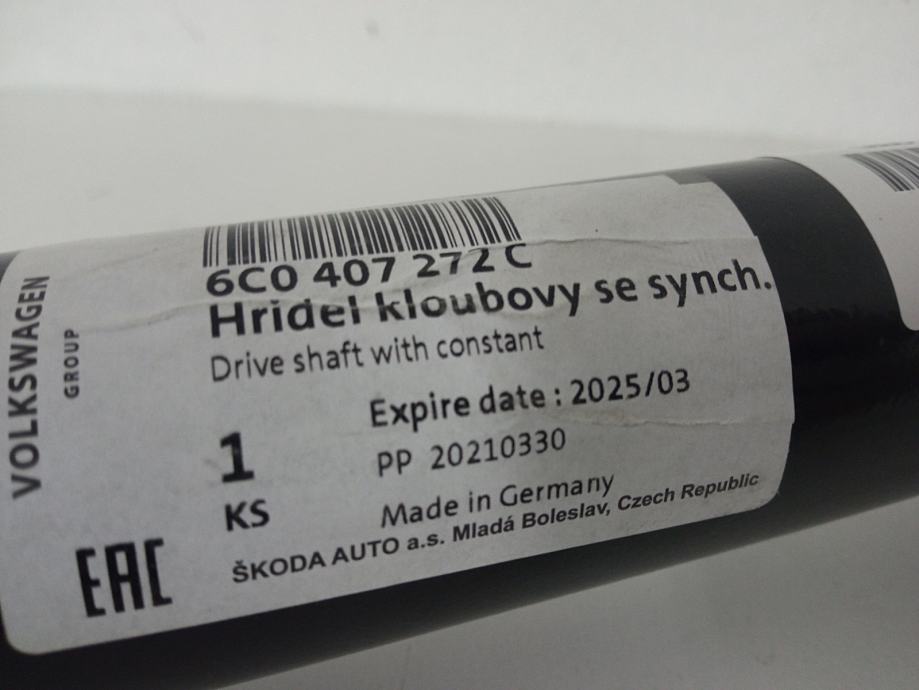 VOLKSWAGEN
GROUP
6C0 407 272 C
Hridel kloubovy se synch.
Drive shaft with constant
Expire date : 2025/03
1
PP 20210330
KS
Made in Germany
ŠKODA AUTO a.s. Mladá Boleslav, Czech Republic
EAC